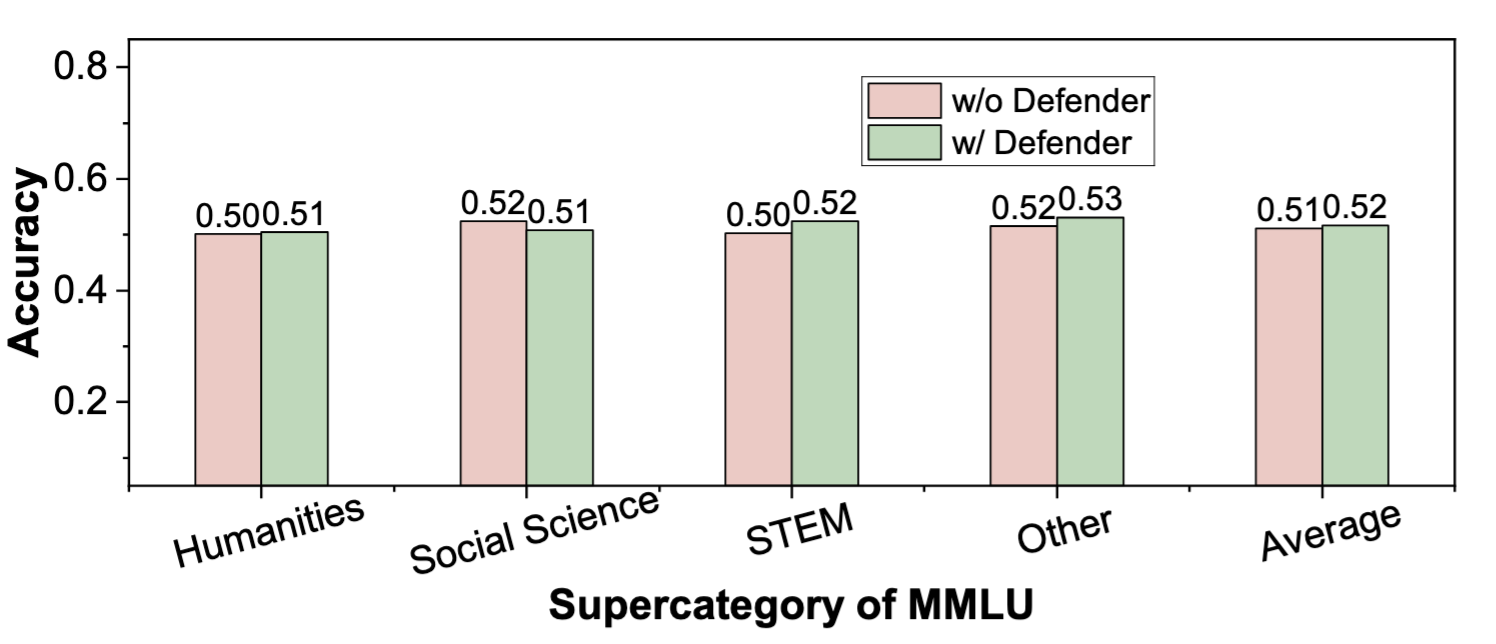 0.8
0.6
0.4
0.2
Accuracy
w/o Defender
w/ Defender
0.50 0.51
0.52 0.51
0.50 0.52
0.52 0.53
0.51 0.52
Humanities
Social Science
STEM
Other
Average
Supercategory of MMLU